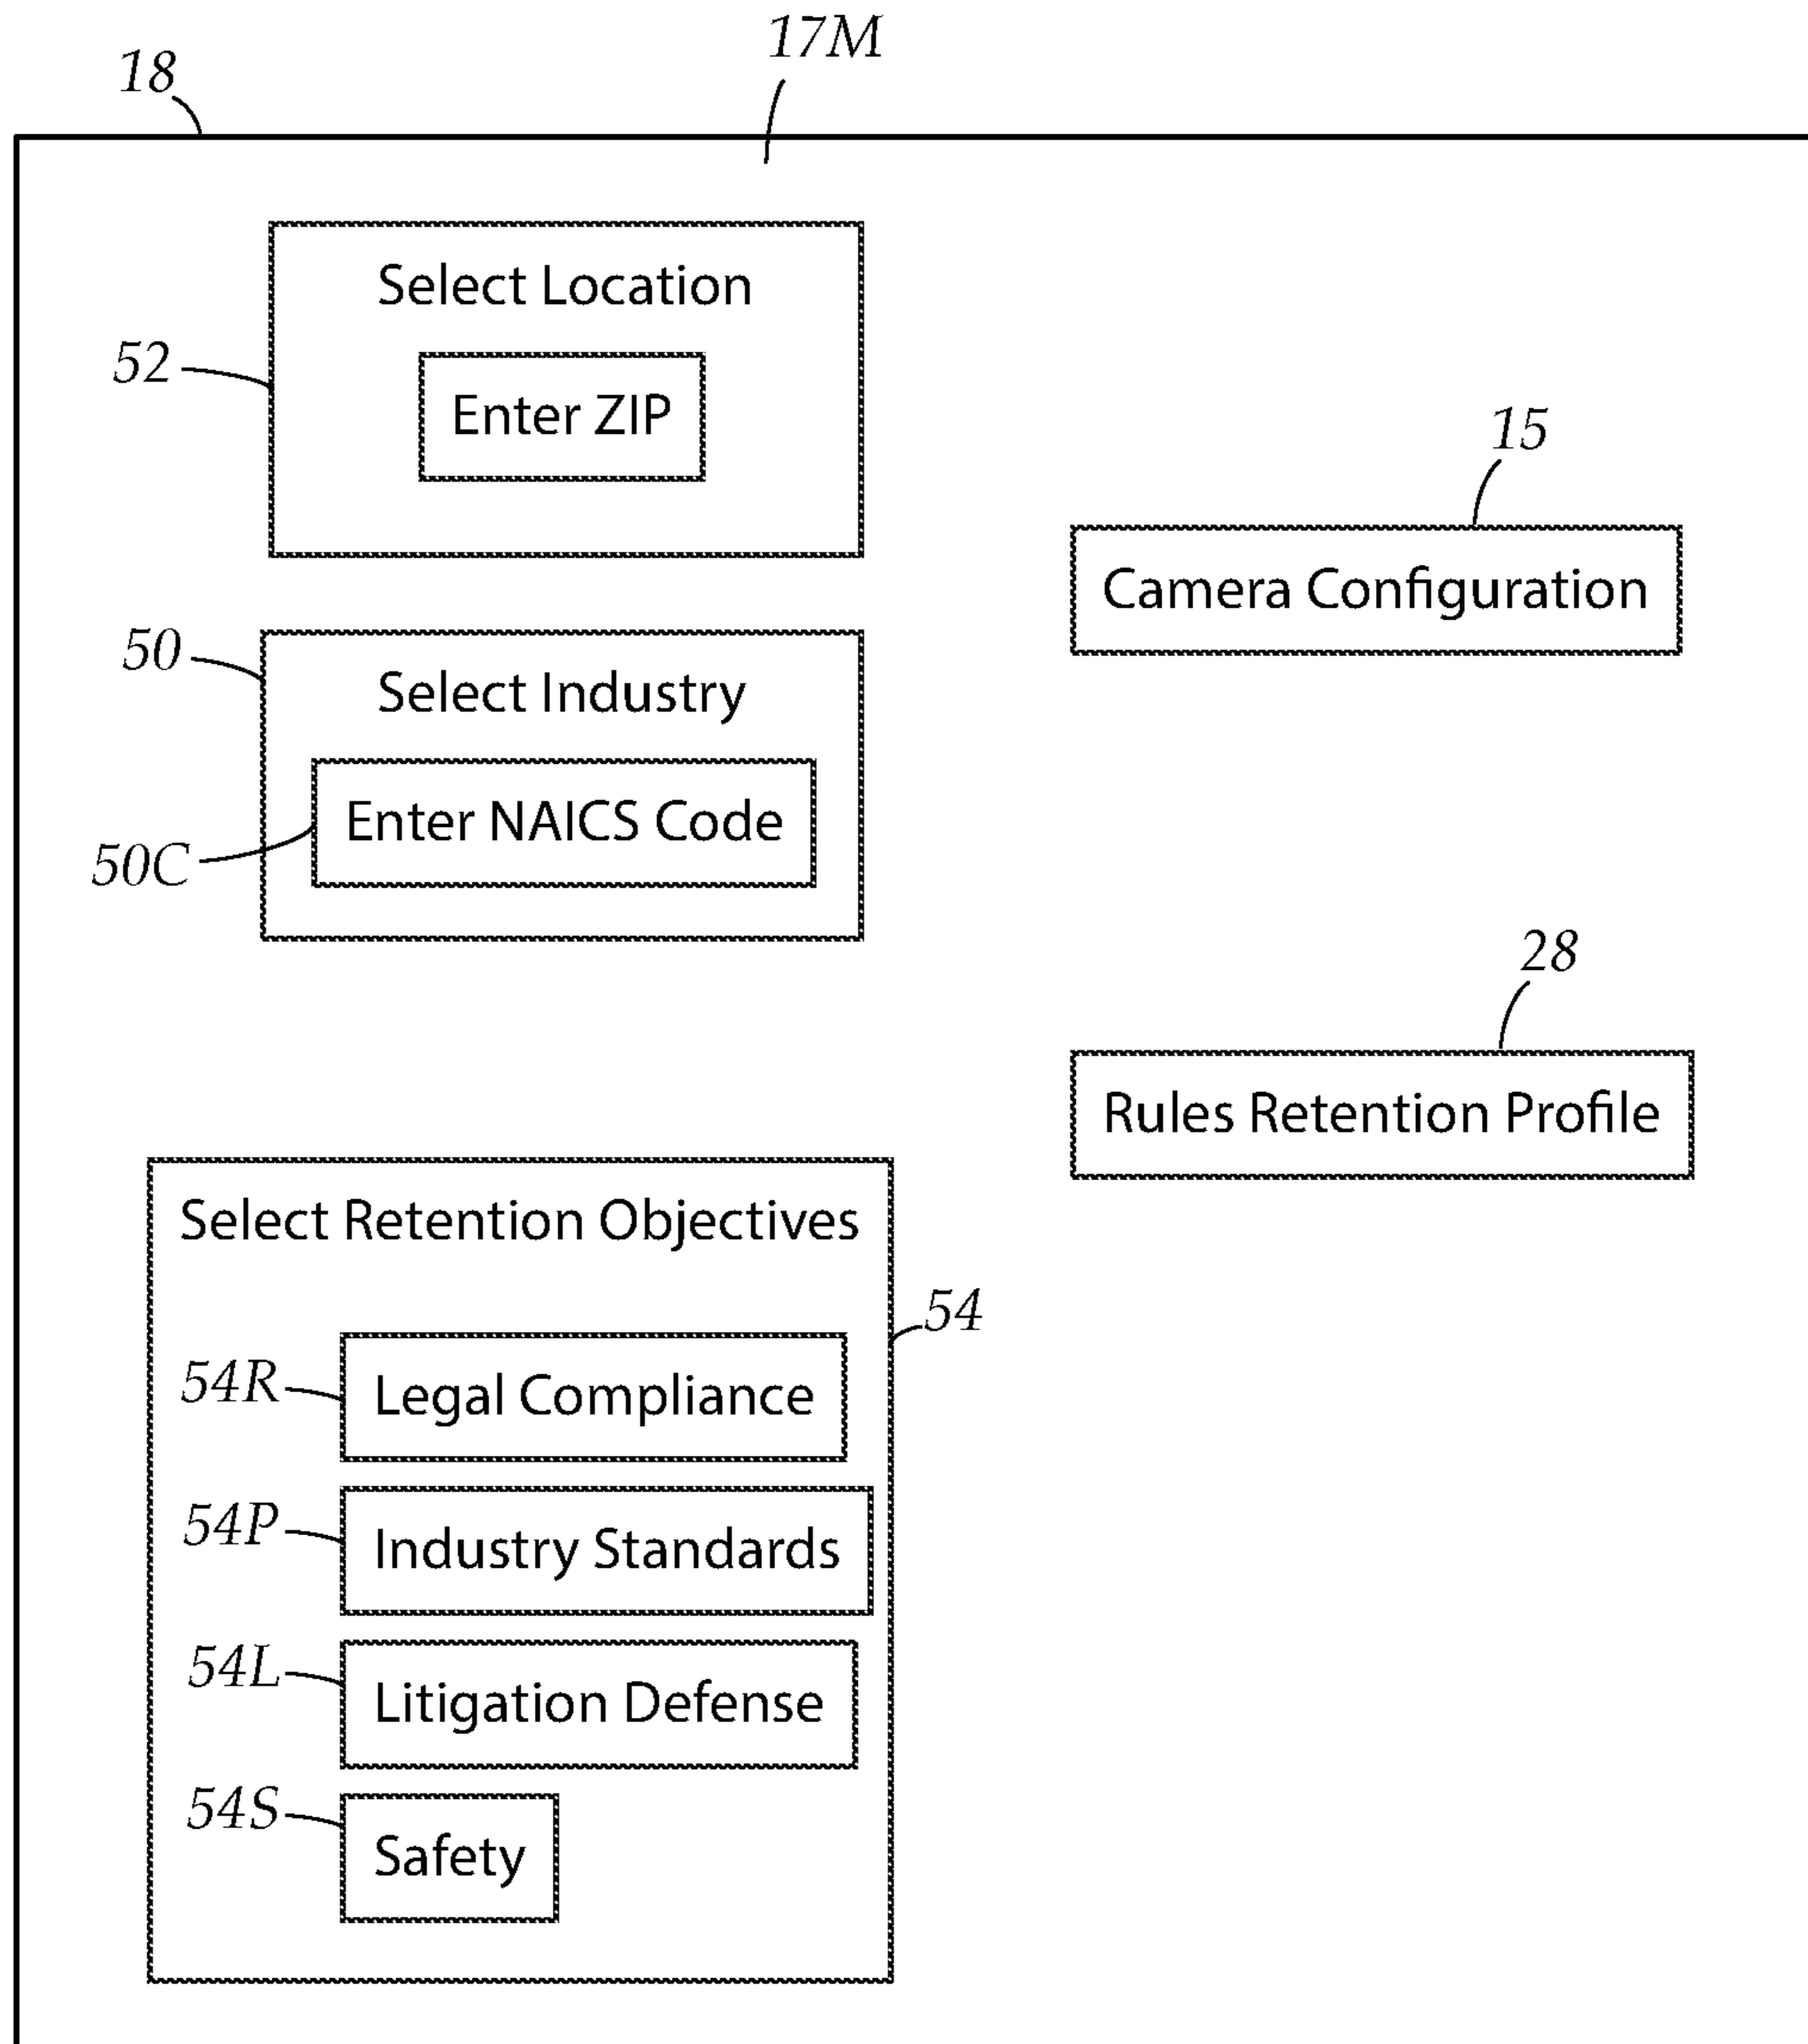 17M
18
Select Location
52
Enter ZIP
15
Camera Configuration
50
Select Industry
Enter NAICS Code
50C
28
Rules Retention Profile
Select Retention Objectives
54
54R
Legal Compliance
54P
Industry Standards
54L
Litigation Defense
54S
Safety